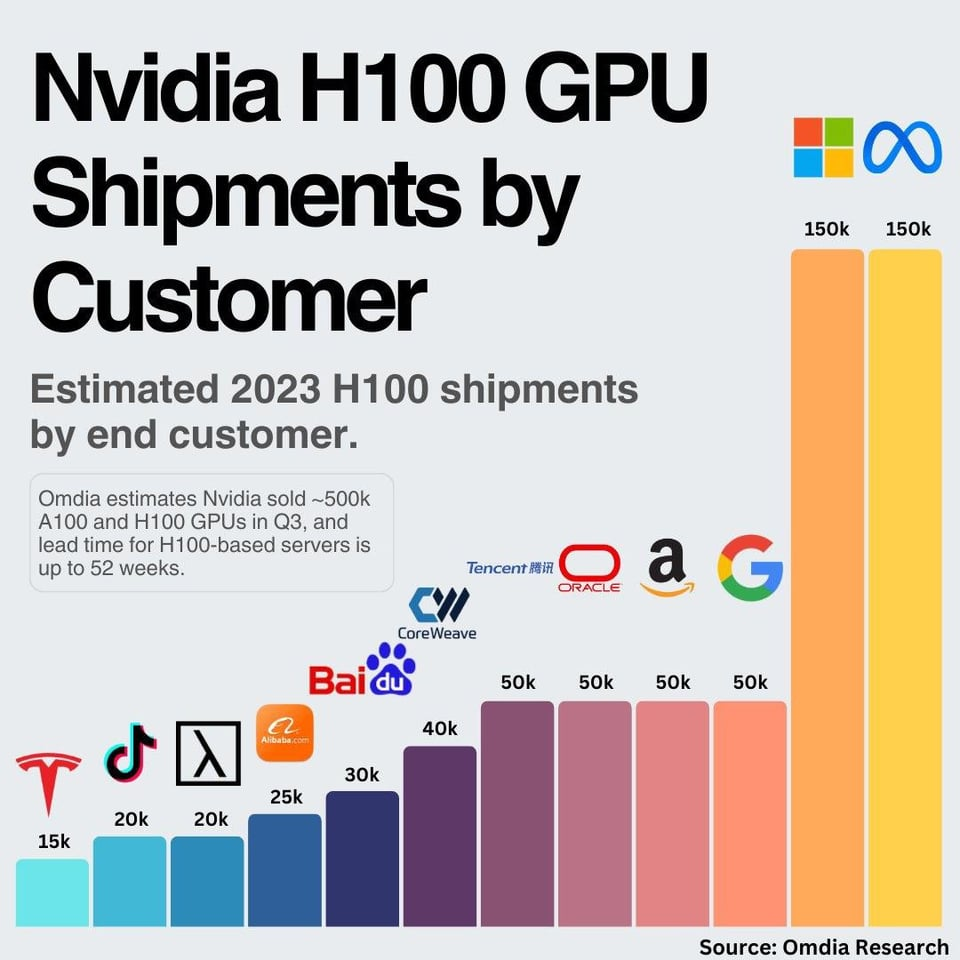 Nvidia H100 GPU
Shipments by
Customer
Estimated 2023 H100 shipments
by end customer.
Omdia estimates Nvidia sold ~500k
A100 and H100 GPUs in Q3, and
lead time for H100-based servers is
up to 52 weeks.
15k
20k
λ
20k
Alibaba.com
25k
Bai du
30k
CoreWeave
40k
Tencent 腾讯
50k
ORACLE
50k
a
50k
G
50k
150k
150k
Source: Omdia Research